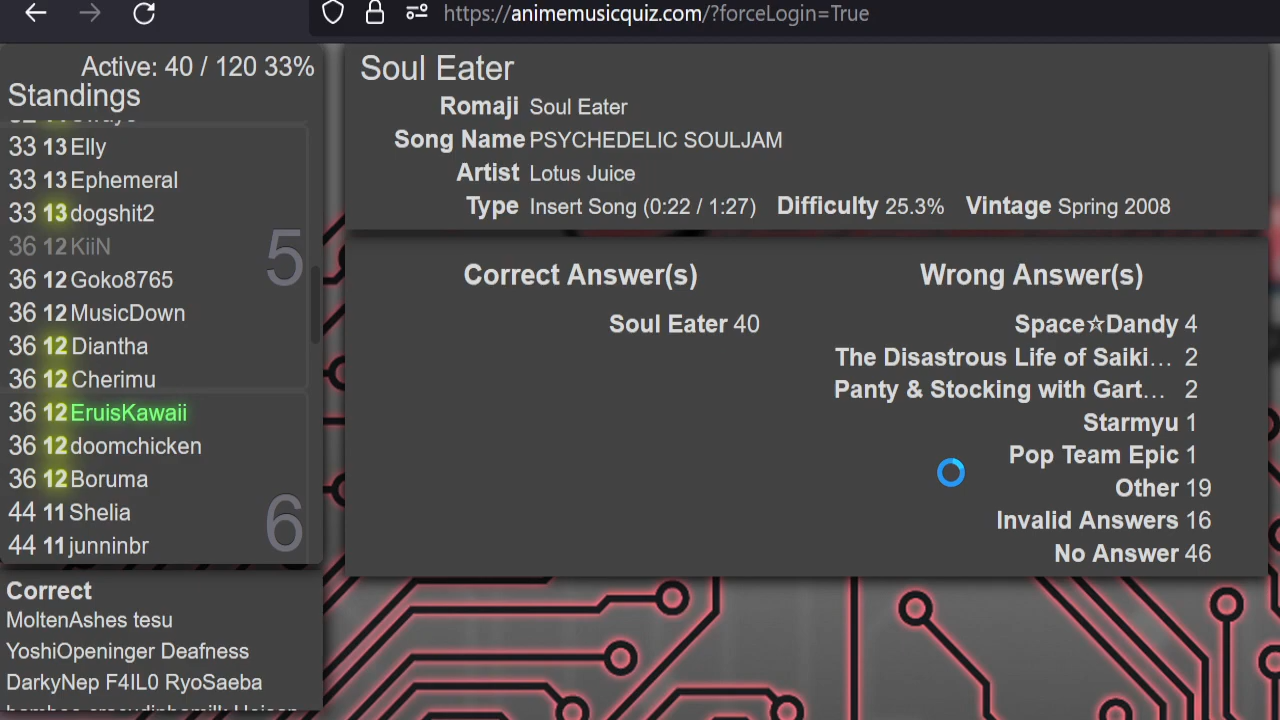 https://animemusicquiz.com/?forceLogin=True
Active: 40 / 120 33%
Standings
33 13 Elly
33 13 Ephemeral
33 13 dogshit2
36 12 KiiN
36 12 Goko8765
36 12 MusicDown
36 12 Diantha
36 12 Cherimu
5
36 12 EruisKawaii
36 12 doomchicken
36 12 Boruma
44 11 Shelia
44 11 junninbr
6
Correct
MoltenAshes tesu
YoshiOpeninger Deafness
DarkyNep F4IL0 RyoSaeba
Soul Eater
Romaji Soul Eater
Song Name PSYCHEDELIC SOULJAM
Artist Lotus Juice
Type Insert Song (0:22 / 1:27) Difficulty 25.3% Vintage Spring 2008
Correct Answer(s)
Soul Eater 40
Wrong Answer(s)
Space☆Dandy 4
The Disastrous Life of Saiki... 2
Panty & Stocking with Gart... 2
Starmyu 1
Pop Team Epic 1
Other 19
Invalid Answers 16
No Answer 46